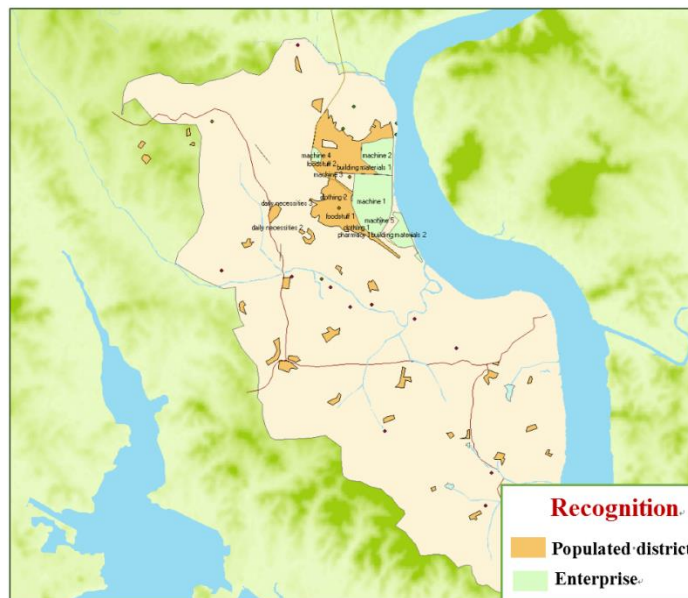 machine 4
machine 2
foodstuff 2
building materials 1
machine 3
clothing 2
daily necessities 3
machine 1
foodstuff 1
machine 5
daily necessities 2
clothing 1
pharmacy 1
building materials 2
Recognition
Populated district
Enterprise